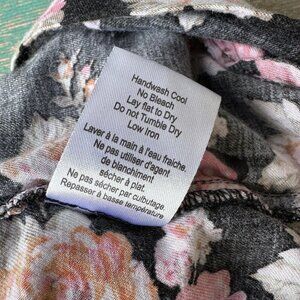 Handwash Cool
No Bleach
Lay flat to Dry
Do not Tumble Dry
Low Iron
Laver à la main à l'eau fraîche.
Ne pas utiliser d'agent
de blanchiment
sécher à plat.
Ne pas sécher par culbutage.
Repasser à basse température